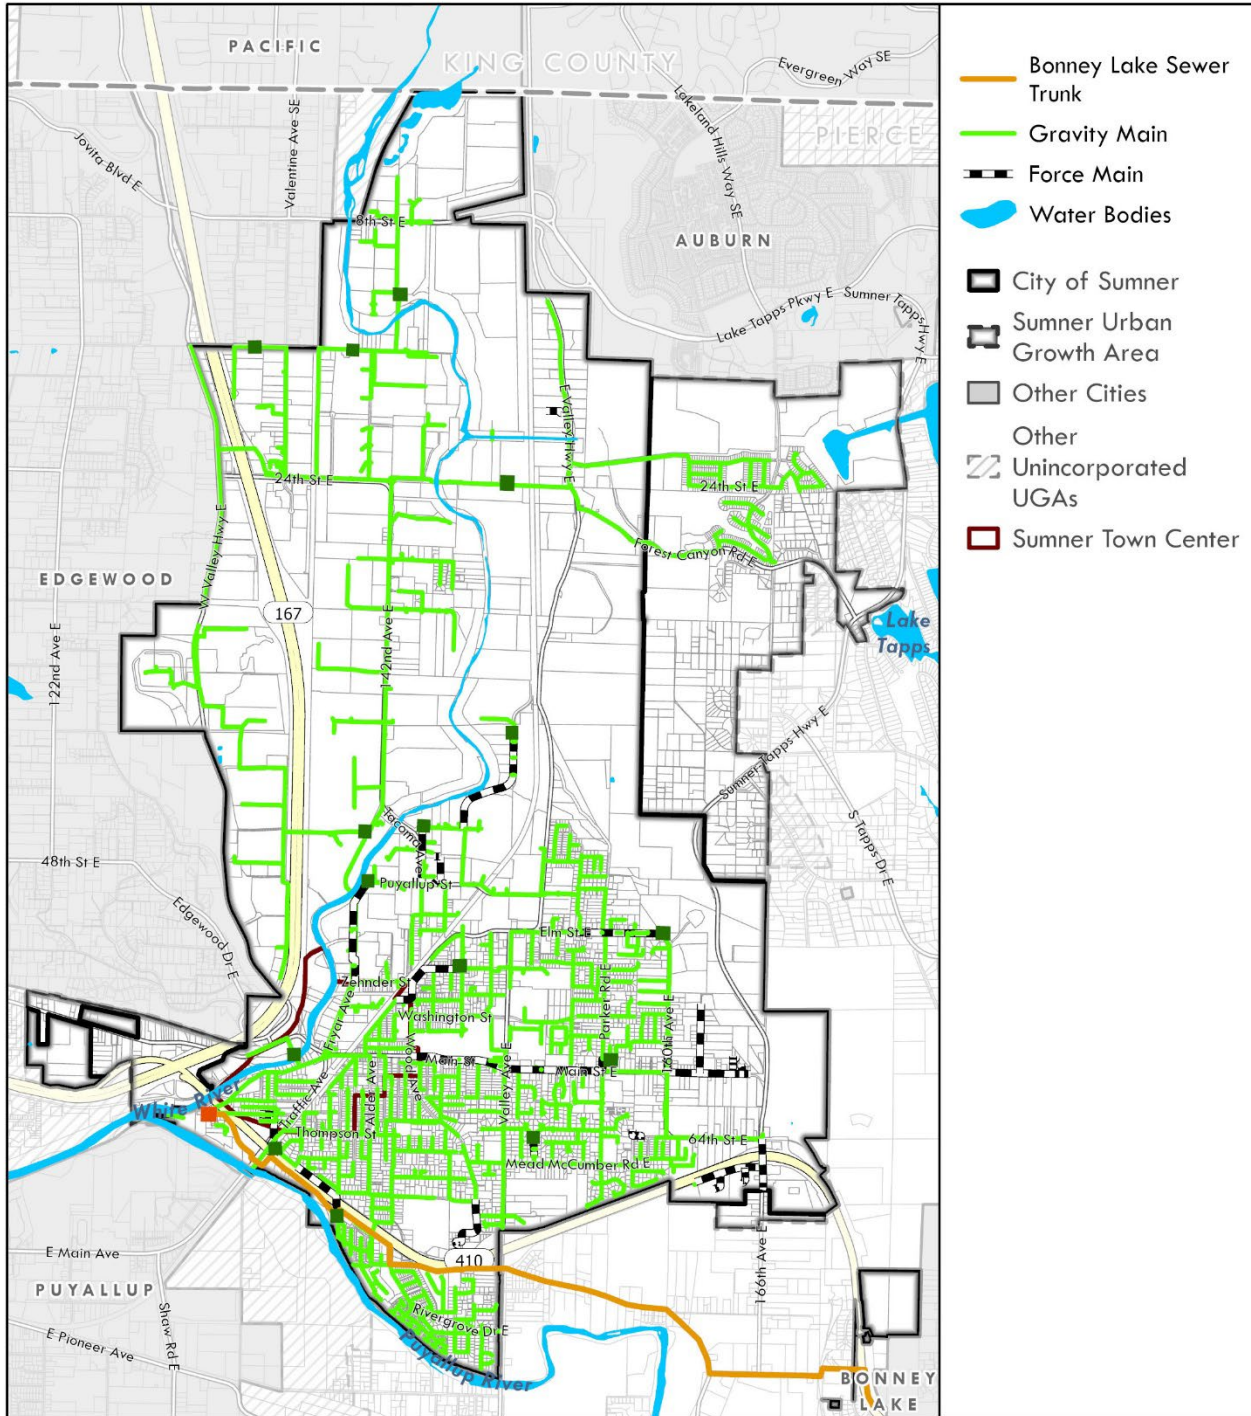 PACIFIC
KING COUNTY
Evergreen Way SE
Jovita Blvd E
Valentine Ave SE
Lakeland Hills Way SE
PIERCE
8th St E
AUBURN
Lake Tapps Pkwy E
Sumner Tapps Hwy E
E Valley Hwy E
24th St E
24th St E
W Valley Hwy E
Forest Canyon Rd E
EDGEWOOD
167
122nd Ave E
142nd Ave E
Lake
Tapps
Sumner-Tapps Hwy E
Tacoma Ave
S Tapps Dr E
48th St E
Puyallup St
Edgewood Dr E
Elm St E
Zehnder St
Fryar Ave
Washington St
Parker Rd E
160th Ave E
Wood Ave
Main St
Main St E
Valley Ave E
White River
Traffic Ave
Alder Ave
Thompson St
64th St E
Mead McCumber Rd E
E Main Ave
410
166th Ave E
PUYALLUP
Shaw Rd E
Rivergrove Dr E
E Pioneer Ave
Puyallup River
BONNEY
LAKE
Bonney Lake Sewer
Trunk
Gravity Main
Force Main
Water Bodies
City of Sumner
Sumner Urban
Growth Area
Other Cities
Other
Unincorporated
UGAs
Sumner Town Center